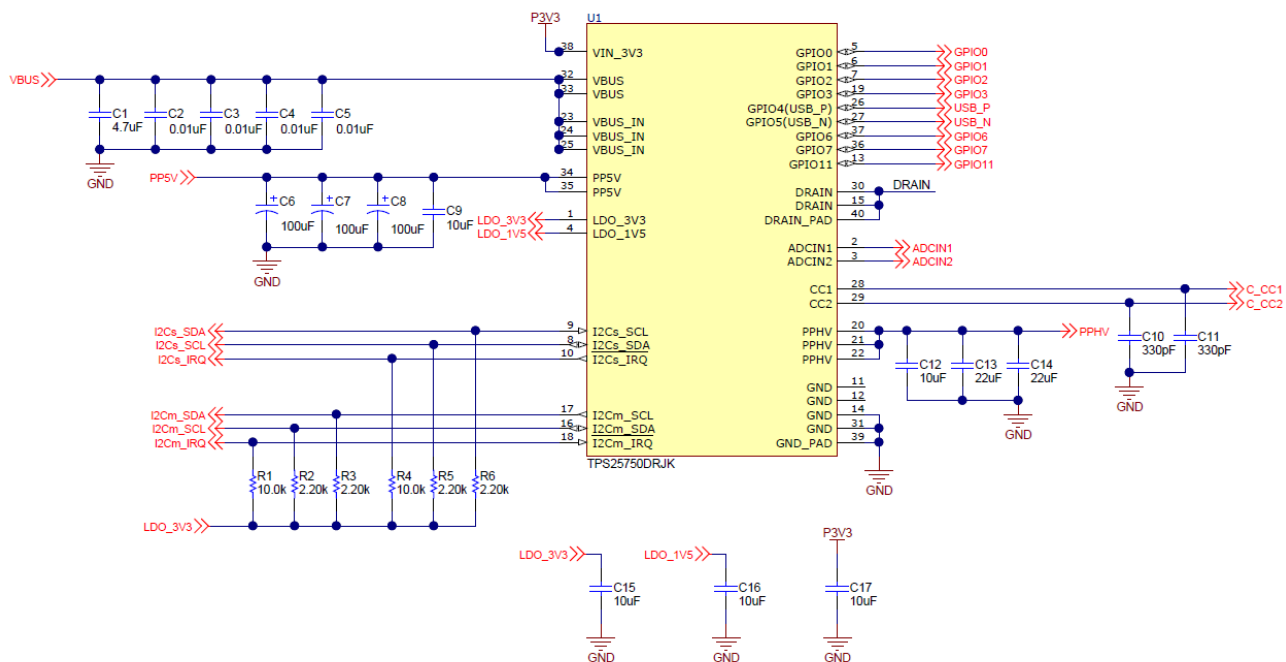 P3V3
U1
38 VIN_3V3
VBUS
32 VBUS
33 VBUS
23 VBUS_IN
24 VBUS_IN
25 VBUS_IN
C1 4.7uF
C2 0.01uF
C3 0.01uF
C4 0.01uF
C5 0.01uF
GND
PP5V
34 PP5V
35 PP5V
C6 100uF
C7 100uF
C8 100uF
C9 10uF
GND
LDO_3V3 1 LDO_3V3
LDO_1V5 4 LDO_1V5
I2Cs_SDA 9 I2Cs_SCL
I2Cs_SCL 8 I2Cs_SDA
I2Cs_IRQ 10 I2Cs_IRQ
I2Cm_SDA 17 I2Cm_SCL
I2Cm_SCL 16 I2Cm_SDA
I2Cm_IRQ 18 I2Cm_IRQ
R1 10.0k
R2 2.20k
R3 2.20k
R4 10.0k
R5 2.20k
R6 2.20k
LDO_3V3
TPS25750DRJK
GPIO0 5 GPIO0
GPIO1 6 GPIO1
GPIO2 7 GPIO2
GPIO3 19 GPIO3
GPIO4(USB_P) 26 USB_P
GPIO5(USB_N) 27 USB_N
GPIO6 37 GPIO6
GPIO7 36 GPIO7
GPIO11 13 GPIO11
DRAIN 30 DRAIN
DRAIN 15
DRAIN_PAD 40
ADCIN1 2 ADCIN1
ADCIN2 3 ADCIN2
CC1 28 C_CC1
CC2 29 C_CC2
PPHV 20 PPHV
PPHV 21
PPHV 22
C10 330pF
C11 330pF
GND
C12 10uF
C13 22uF
C14 22uF
GND
GND 11
GND 12
GND 14
GND 31
GND_PAD 39
GND
LDO_3V3
C15 10uF
GND
LDO_1V5
C16 10uF
GND
P3V3
C17 10uF
GND